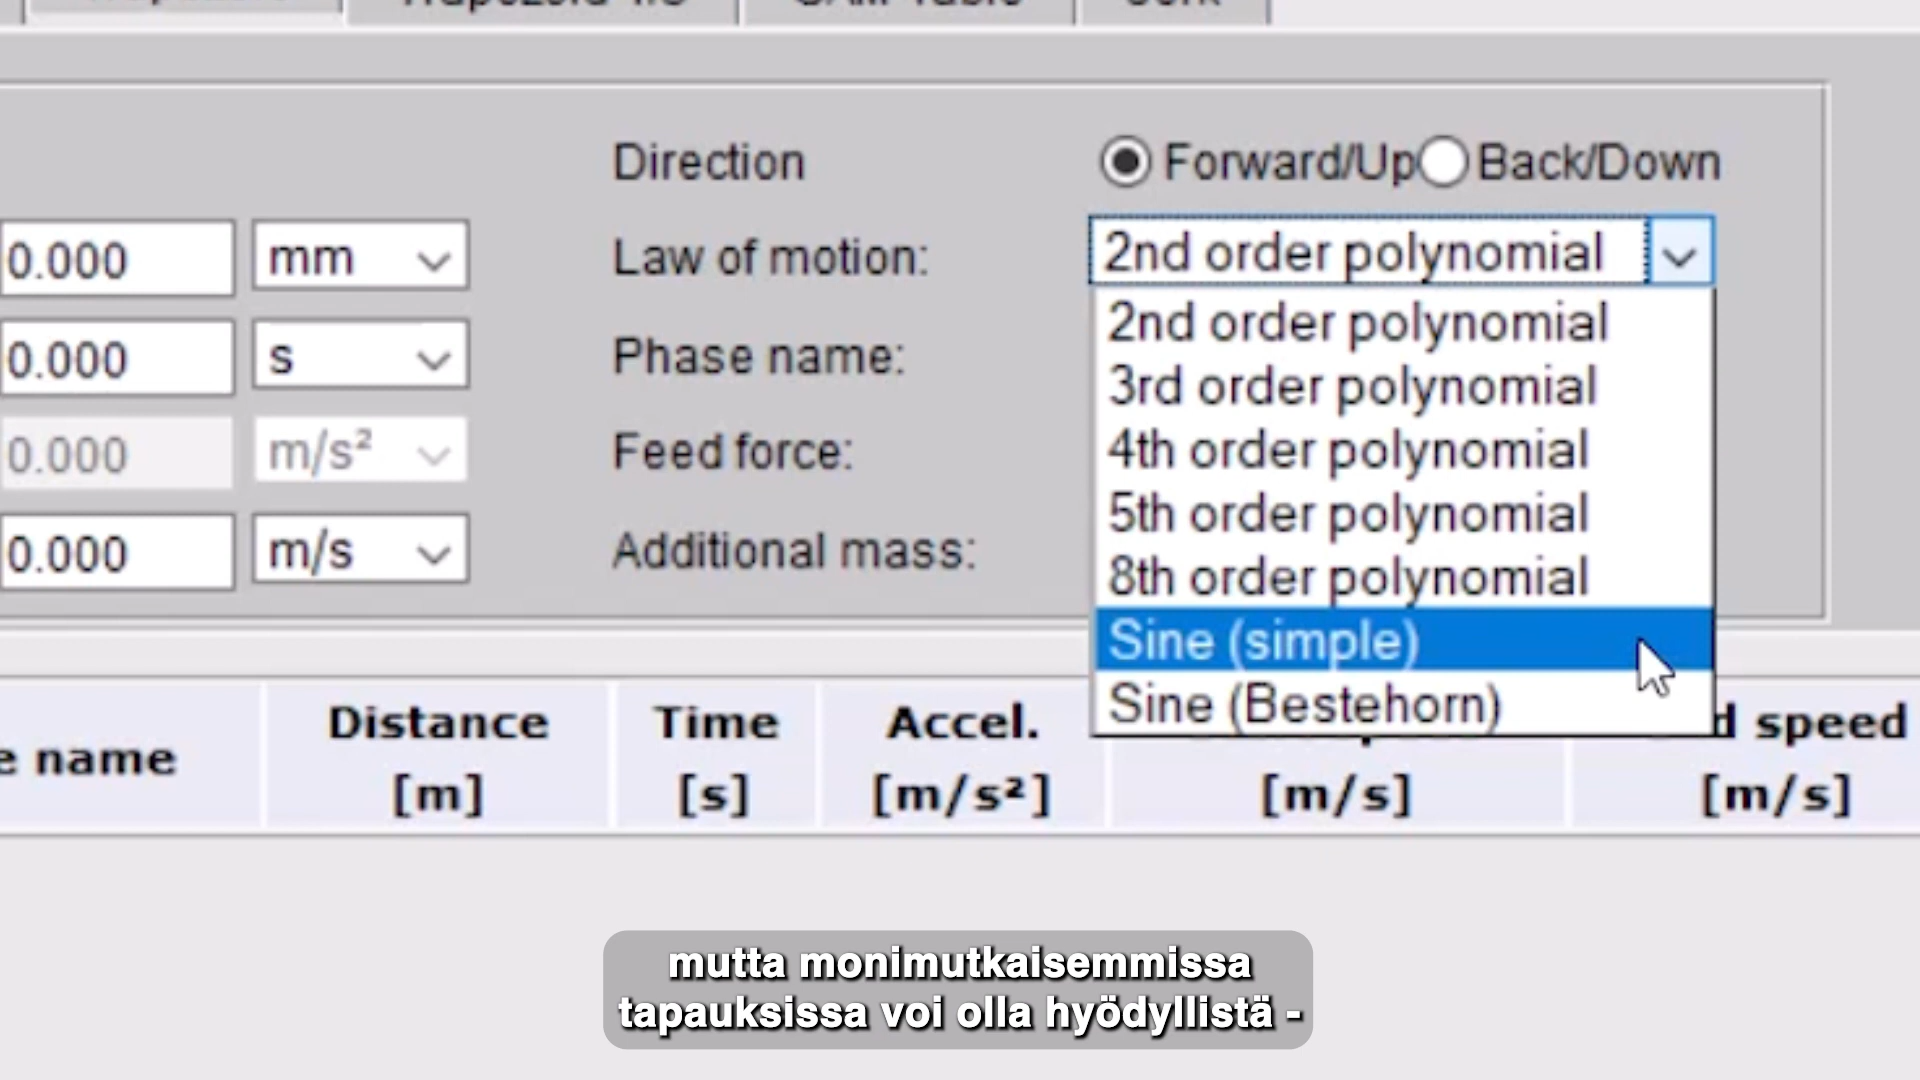 CAM Table
Direction
Forward/Up
Back/Down
0.000
mm
Law of motion:
2nd order polynomial
2nd order polynomial
0.000
s
Phase name:
3rd order polynomial
0.000
m/s²
Feed force:
4th order polynomial
5th order polynomial
0.000
m/s
Additional mass:
8th order polynomial
Sine (simple)
Sine (Bestehorn)
name
Distance
[m]
Time
[s]
Accel.
[m/s²]
[m/s]
speed
[m/s]
mutta monimutkaisemmissa
tapauksissa voi olla hyödyllistä -